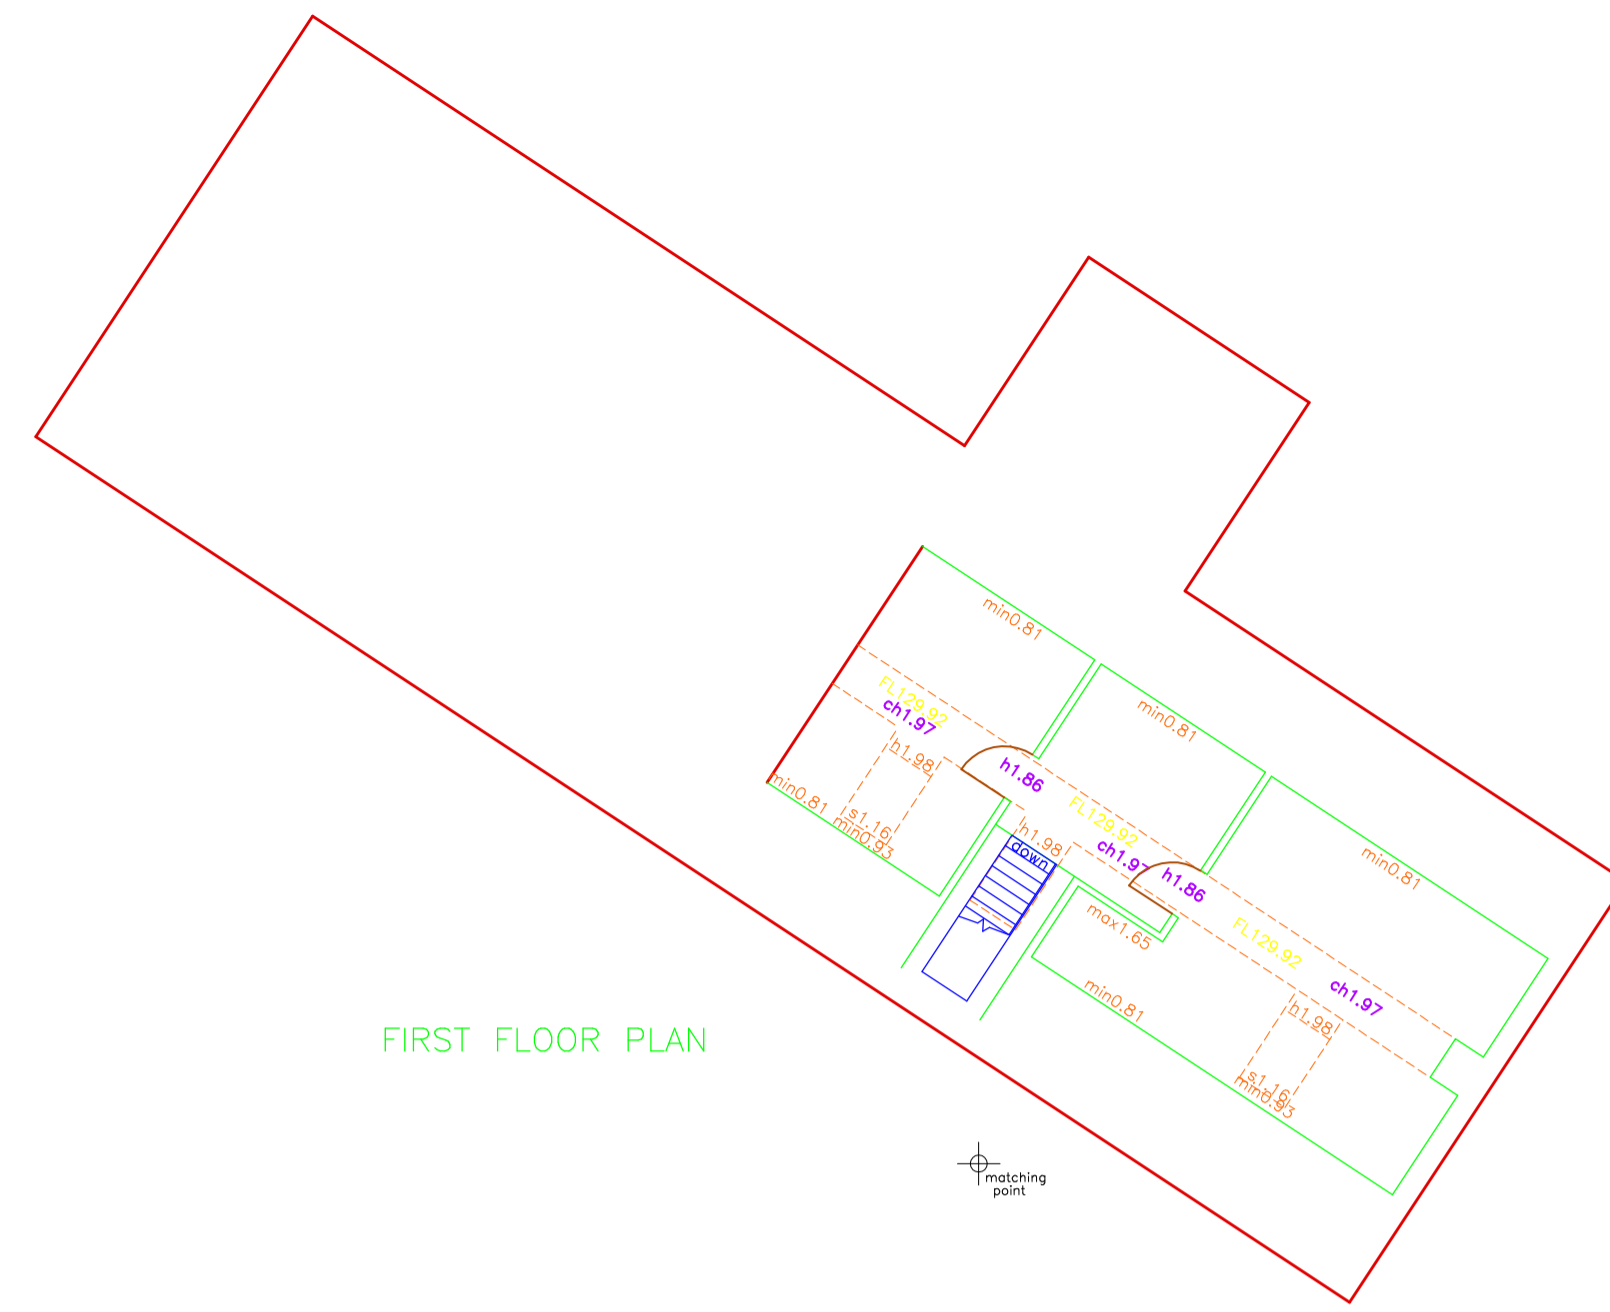 min0.81
FL129.92
ch1.97
min0.81
h1.98
min0.81
s1.16
min0.93
h1.86
FL129.92
h1.98
ch1.97
down
h1.86
min0.81
max1.65
FL129.92
ch1.97
min0.81
h1.98
s1.16
min0.93
FIRST FLOOR PLAN
matching
point